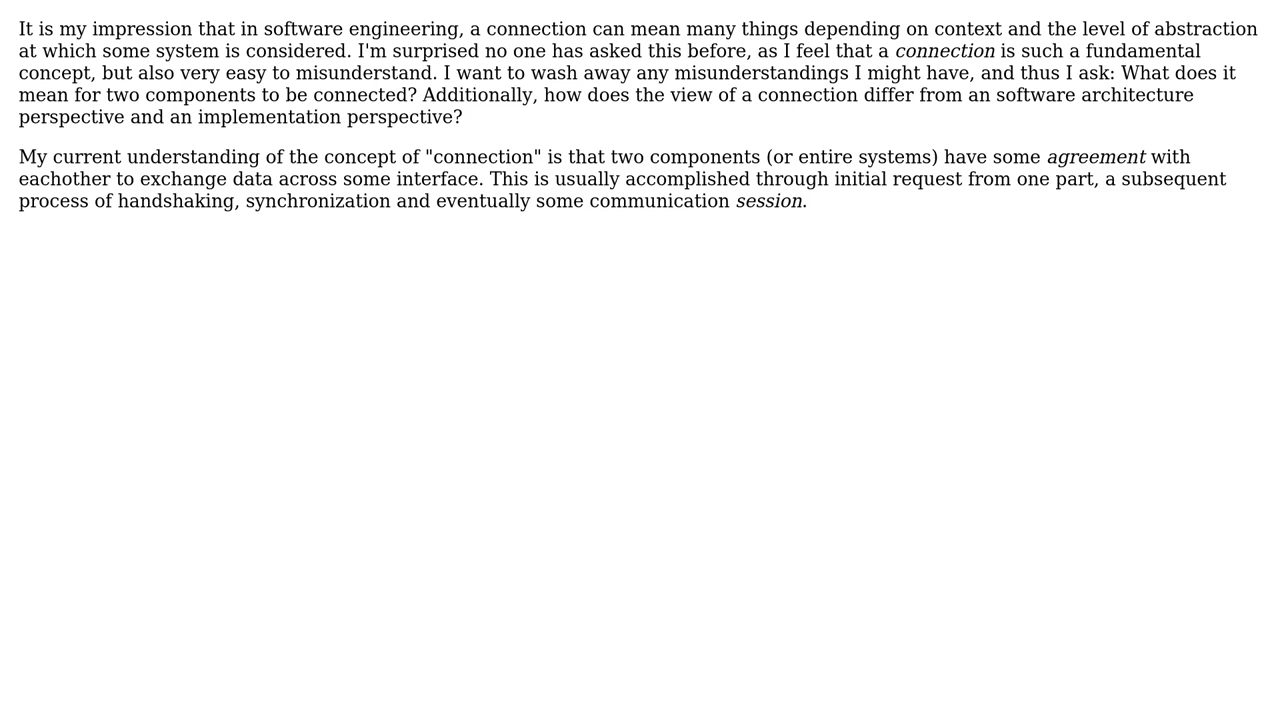 It is my impression that in software engineering, a connection can mean many things depending on context and the level of abstraction
at which some system is considered. I'm surprised no one has asked this before, as I feel that a connection is such a fundamental
concept, but also very easy to misunderstand. I want to wash away any misunderstandings I might have, and thus I ask: What does it
mean for two components to be connected? Additionally, how does the view of a connection differ from an software architecture
perspective and an implementation perspective?
My current understanding of the concept of "connection" is that two components (or entire systems) have some agreement with
eachother to exchange data across some interface. This is usually accomplished through initial request from one part, a subsequent
process of handshaking, synchronization and eventually some communication session.